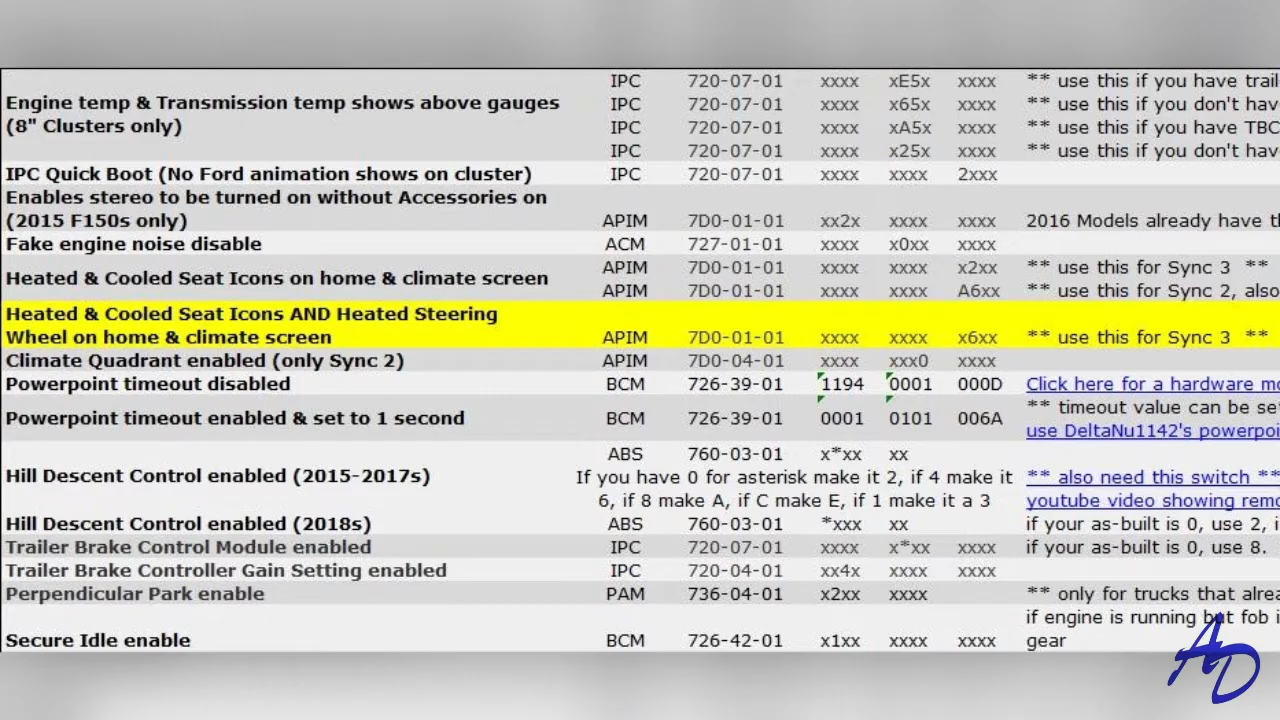 IPC 720-07-01 xxxx xE5x xxxx ** use this if you have trail
Engine temp & Transmission temp shows above gauges IPC 720-07-01 xxxx x65x xxxx ** use this if you don't hav
(8" Clusters only) IPC 720-07-01 xxxx xA5x xxxx ** use this if you have TBC
IPC 720-07-01 xxxx x25x xxxx ** use this if you don't have
IPC Quick Boot (No Ford animation shows on cluster) IPC 720-07-01 xxxx xxxx 2xxx
Enables stereo to be turned on without Accessories on
(2015 F150s only) APIM 7D0-01-01 xx2x xxxx xxxx 2016 Models already have th
Fake engine noise disable ACM 727-01-01 xxxx x0xx xxxx
Heated & Cooled Seat Icons on home & climate screen APIM 7D0-01-01 xxxx xxxx x2xx ** use this for Sync 3 **
APIM 7D0-01-01 xxxx xxxx A6xx ** use this for Sync 2, also
Heated & Cooled Seat Icons AND Heated Steering
Wheel on home & climate screen APIM 7D0-01-01 xxxx xxxx x6xx ** use this for Sync 3 **
Climate Quadrant enabled (only Sync 2) APIM 7D0-04-01 xxxx xxx0 xxxx
Powerpoint timeout disabled BCM 726-39-01 1194 0001 000D Click here for a hardware mo
** timeout value can be se
Powerpoint timeout enabled & set to 1 second BCM 726-39-01 0001 0101 006A use DeltaNu1142's powerpoi
ABS 760-03-01 x*xx xx
Hill Descent Control enabled (2015-2017s) If you have 0 for asterisk make it 2, if 4 make it ** also need this switch **
6, if 8 make A, if C make E, if 1 make it a 3 youtube video showing remo
Hill Descent Control enabled (2018s) ABS 760-03-01 *xxx xx if your as-built is 0, use 2, i
Trailer Brake Control Module enabled IPC 720-07-01 xxxx x*xx xxxx if your as-built is 0, use 8.
Trailer Brake Controller Gain Setting enabled IPC 720-04-01 xx4x xxxx xxxx
Perpendicular Park enable PAM 736-04-01 x2xx xxxx xxxx ** only for trucks that alrea
if engine is running but fob i
Secure Idle enable BCM 726-42-01 x1xx xxxx xxxx gear
AD